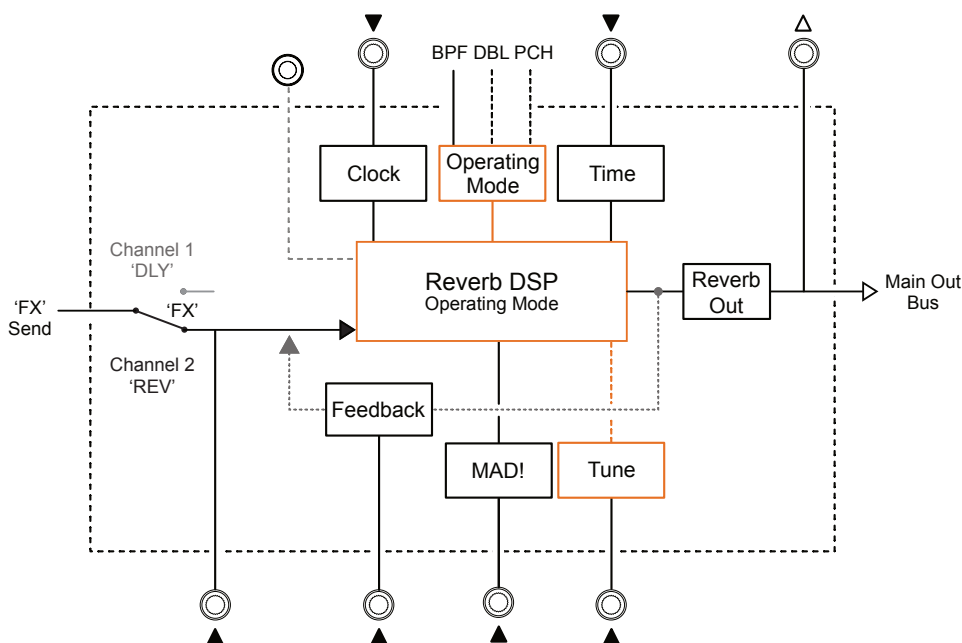 BPF DBL PCH
Clock
Operating
Mode
Time
Channel 1
'DLY'
Reverb DSP
Operating Mode
Reverb
Out
Main Out
Bus
'FX'
Send
'FX'
Channel 2
'REV'
Feedback
MAD!
Tune